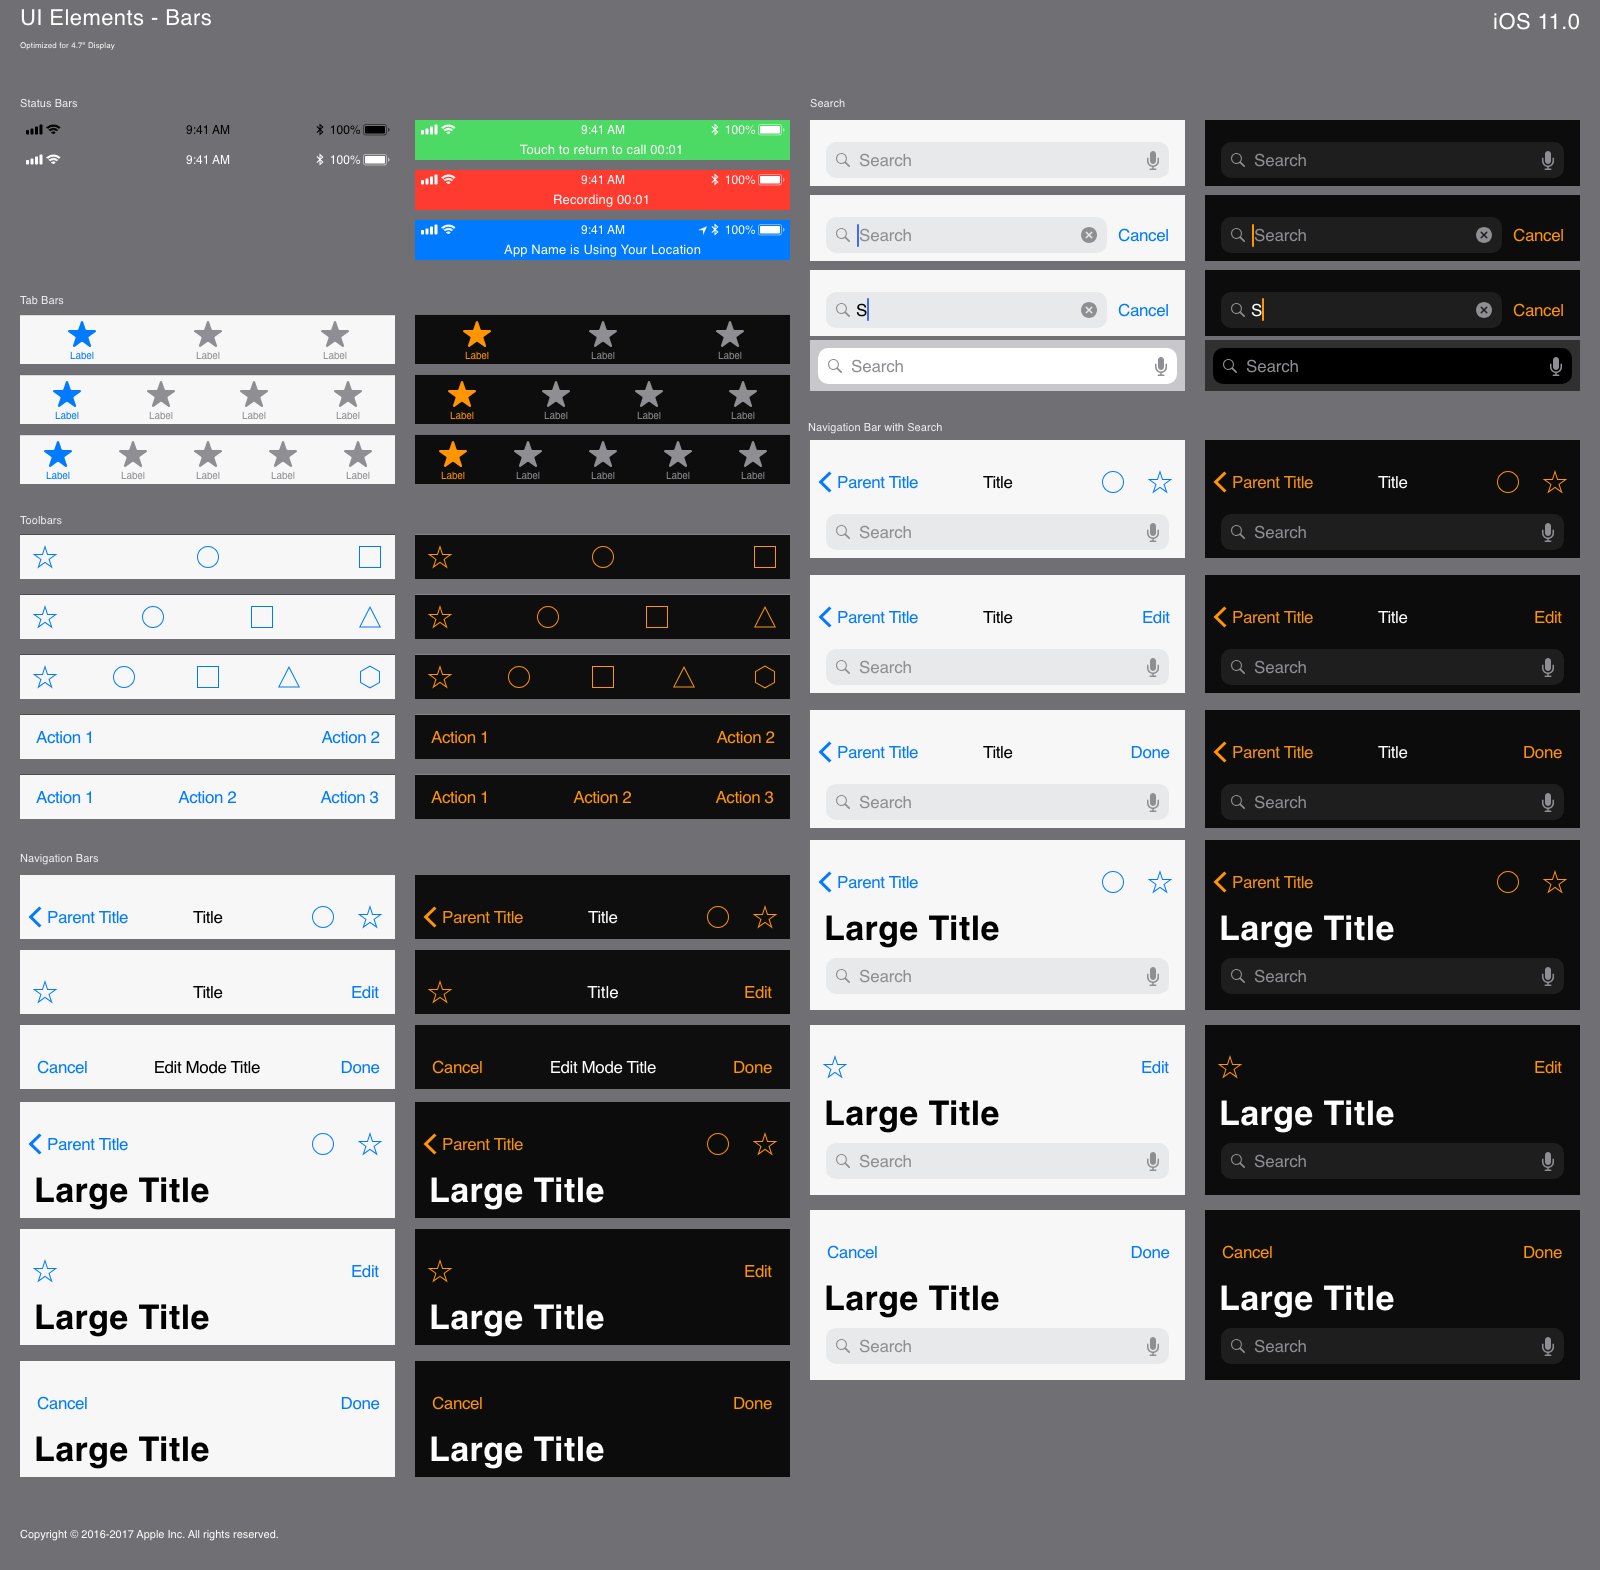 UI Elements - Bars
iOS 11.0
Optimized for 4.7" Display
Status Bars
9:41 AM 100%
9:41 AM 100%
9:41 AM 100%
Touch to return to call 00:01
9:41 AM 100%
Recording 00:01
9:41 AM 100%
App Name is Using Your Location
Tab Bars
Label Label Label
Label Label Label
Label Label Label Label
Label Label Label Label
Label Label Label Label Label
Label Label Label Label Label
Toolbars
Action 1 Action 2
Action 1 Action 2
Action 1 Action 2 Action 3
Action 1 Action 2 Action 3
Navigation Bars
Parent Title Title
Parent Title Title
Title Edit
Title Edit
Cancel Edit Mode Title Done
Cancel Edit Mode Title Done
Parent Title
Large Title
Parent Title
Large Title
Edit
Large Title
Edit
Large Title
Cancel Done
Large Title
Cancel Done
Large Title
Search
Search
Search
Search Cancel
Search Cancel
S Cancel
S Cancel
Search
Search
Navigation Bar with Search
Parent Title Title
Search
Parent Title Title
Search
Parent Title Title Edit
Search
Parent Title Title Edit
Search
Parent Title Title Done
Search
Parent Title Title Done
Search
Parent Title
Large Title
Search
Parent Title
Large Title
Search
Edit
Large Title
Search
Edit
Large Title
Search
Cancel Done
Large Title
Search
Cancel Done
Large Title
Search
Copyright © 2016-2017 Apple Inc. All rights reserved.